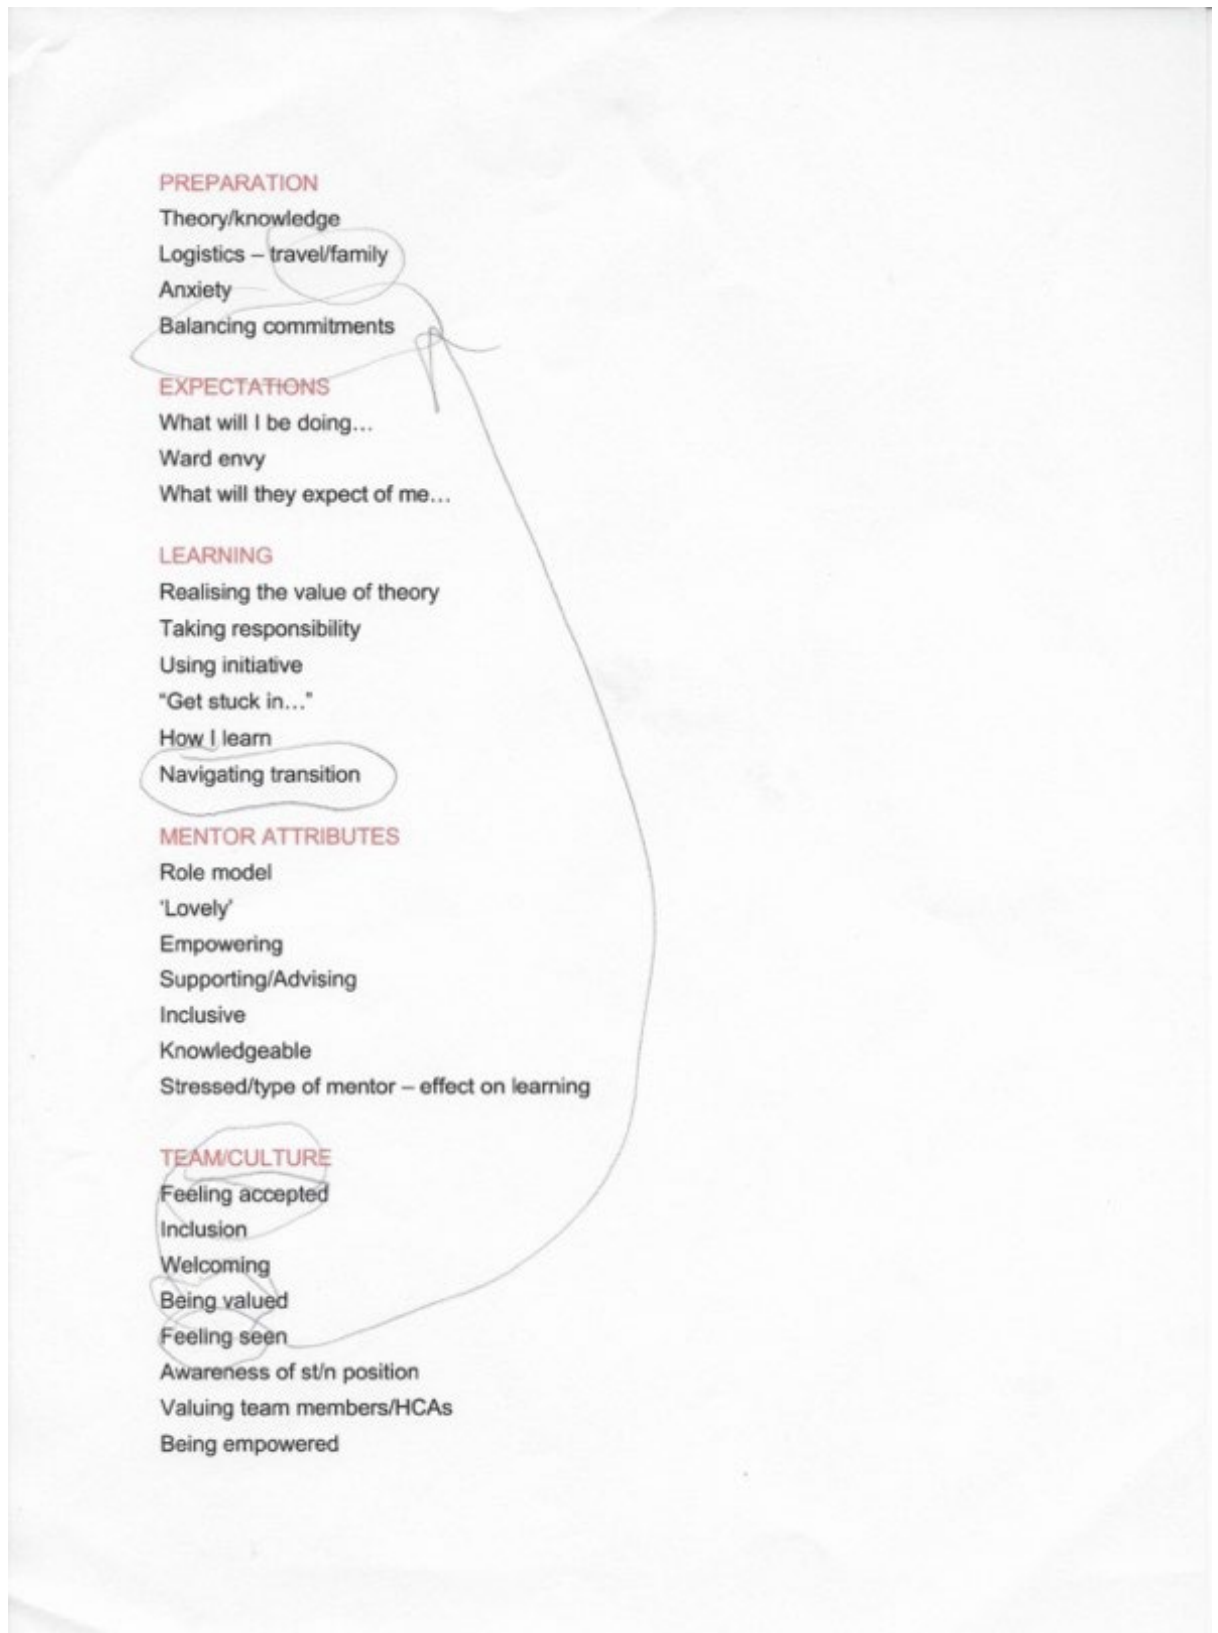 PREPARATION
Theory/knowledge
Logistics – travel/family
Anxiety
Balancing commitments
EXPECTATIONS
What will I be doing…
Ward envy
What will they expect of me…
LEARNING
Realising the value of theory
Taking responsibility
Using initiative
“Get stuck in…”
How I learn
Navigating transition
MENTOR ATTRIBUTES
Role model
‘Lovely’
Empowering
Supporting/Advising
Inclusive
Knowledgeable
Stressed/type of mentor – effect on learning
TEAM/CULTURE
Feeling accepted
Inclusion
Welcoming
Being valued
Feeling seen
Awareness of st/n position
Valuing team members/HCAs
Being empowered